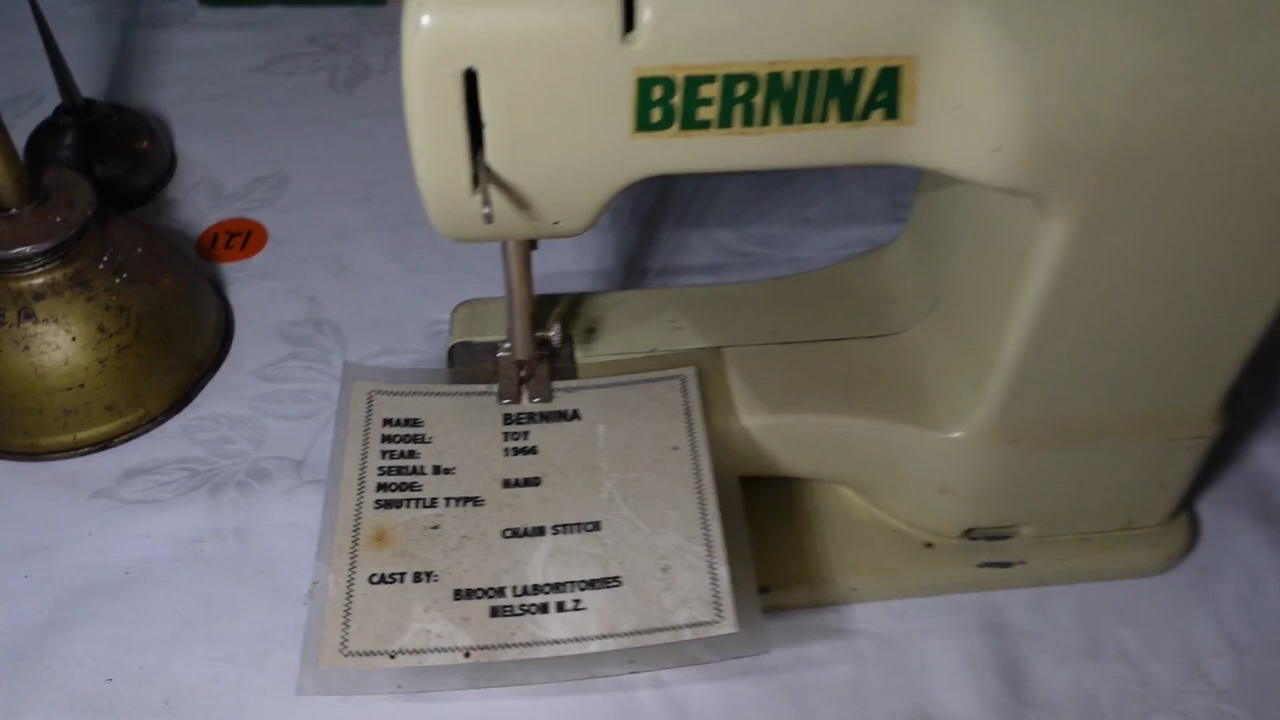 BERNINA
121
E.A
MAKE: BERNINA
MODEL: TOY
YEAR: 1966
SERIAL No:
MODE: HAND
SHUTTLE TYPE:
CHAIN STITCH
CAST BY:
BROOK LABORITORIES
NELSON N.Z.